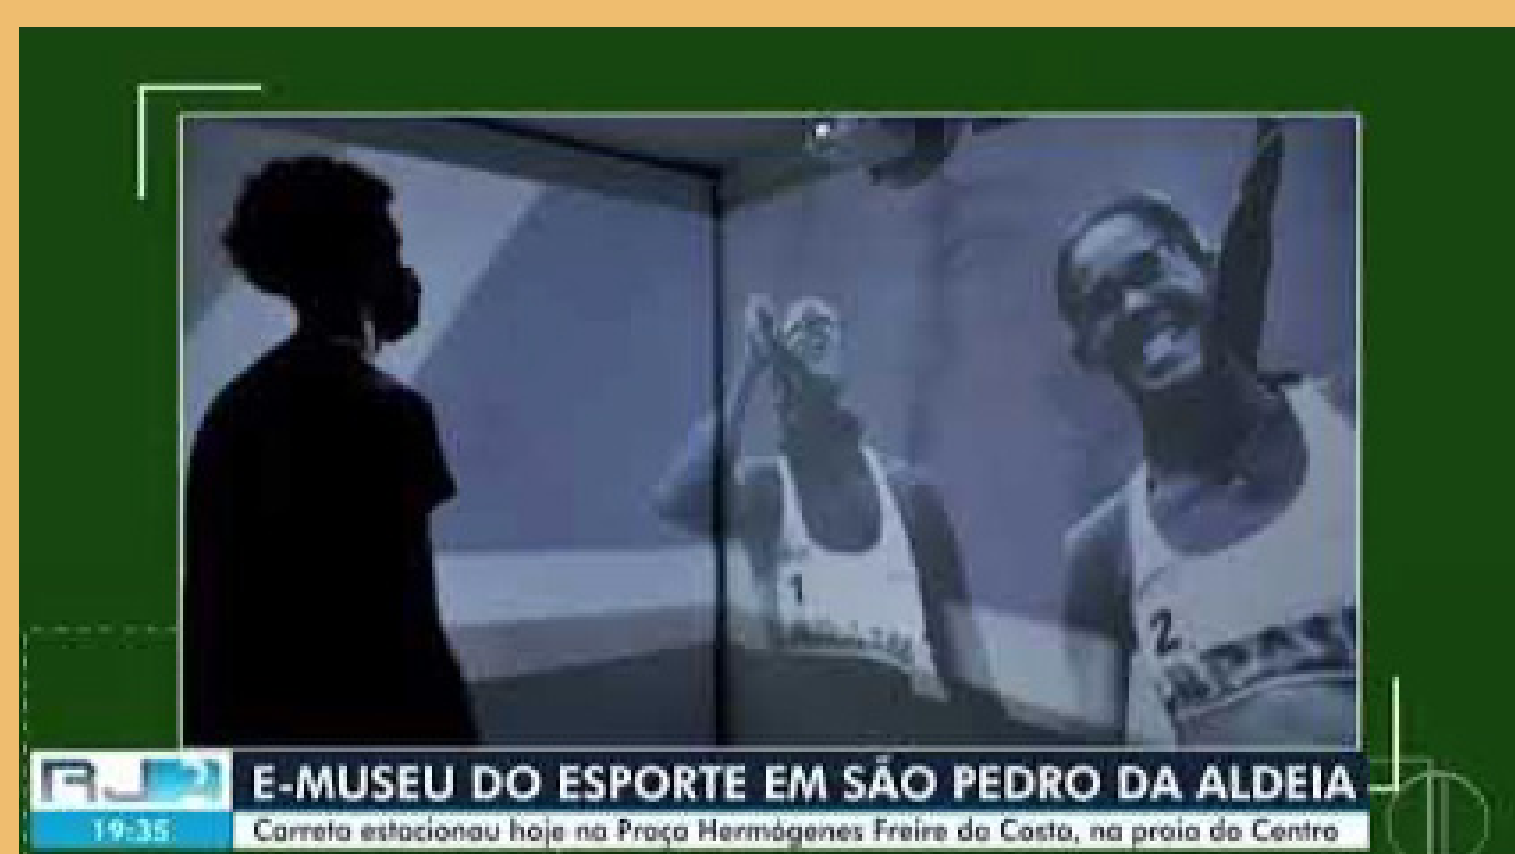 1
2
RJ2
E-MUSEU DO ESPORTE EM SÃO PEDRO DA ALDEIA
19:35
Carreta estacionou hoje na Praça Hermógenes Freire da Costa, na praia do Centro